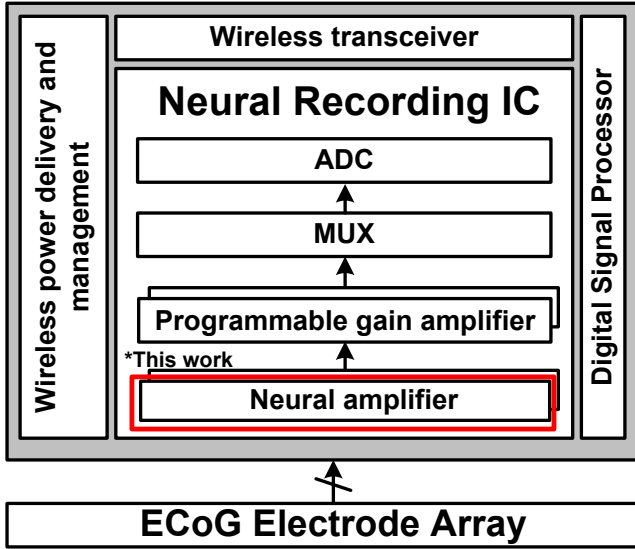 Wireless transceiver
Wireless power delivery and
management
Neural Recording IC
ADC
MUX
Programmable gain amplifier
*This work
Neural amplifier
Digital Signal Processor
ECoG Electrode Array